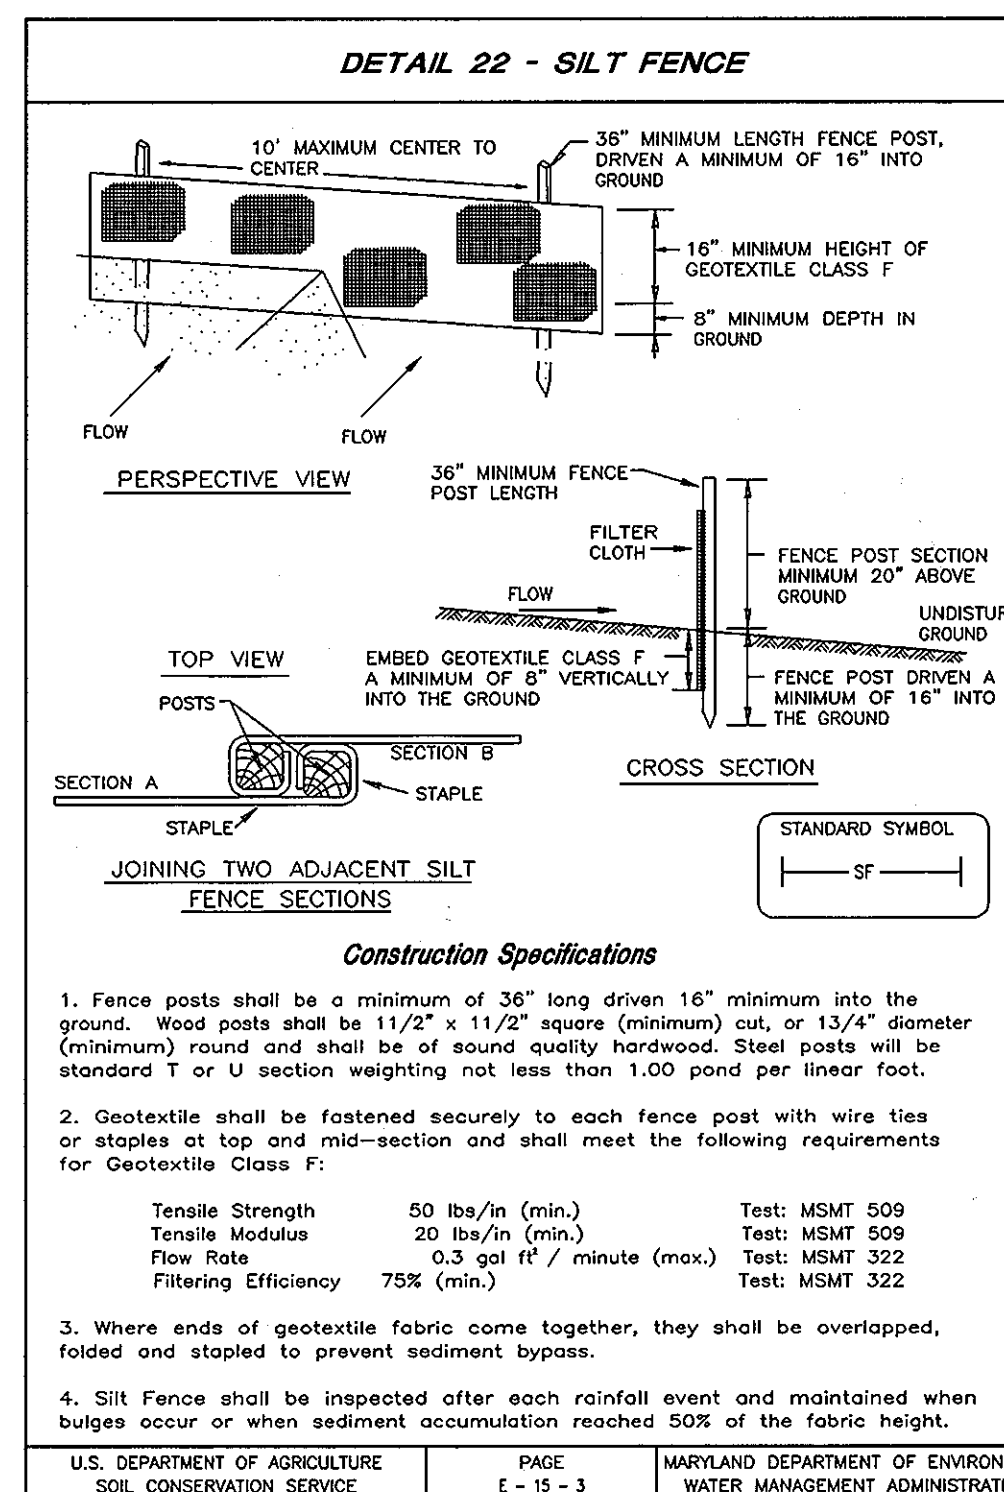 DETAIL 22 - SILT FENCE
10' MAXIMUM CENTER TO
CENTER
36" MINIMUM LENGTH FENCE POST,
DRIVEN A MINIMUM OF 16" INTO
GROUND
16" MINIMUM HEIGHT OF
GEOTEXTILE CLASS F
8" MINIMUM DEPTH IN
GROUND
FLOW
FLOW
PERSPECTIVE VIEW
36" MINIMUM FENCE
POST LENGTH
FILTER
CLOTH
FENCE POST SECTION
MINIMUM 20" ABOVE
GROUND
FLOW
UNDISTUR
GROUND
EMBED GEOTEXTILE CLASS F
A MINIMUM OF 8" VERTICALLY
INTO THE GROUND
FENCE POST DRIVEN A
MINIMUM OF 16" INTO
THE GROUND
CROSS SECTION
TOP VIEW
POSTS
SECTION B
SECTION A
STAPLE
STAPLE
JOINING TWO ADJACENT SILT
FENCE SECTIONS
STANDARD SYMBOL
SF
Construction Specifications
1. Fence posts shall be a minimum of 36" long driven 16" minimum into the
ground. Wood posts shall be 11/2" x 11/2" square (minimum) cut, or 13/4" diameter
(minimum) round and shall be of sound quality hardwood. Steel posts will be
standard T or U section weighting not less than 1.00 pond per linear foot.
2. Geotextile shall be fastened securely to each fence post with wire ties
or staples at top and mid-section and shall meet the following requirements
for Geotextile Class F:
Tensile Strength 50 lbs/in (min.) Test: MSMT 509
Tensile Modulus 20 lbs/in (min.) Test: MSMT 509
Flow Rate 0.3 gal ft² / minute (max.) Test: MSMT 322
Filtering Efficiency 75% (min.) Test: MSMT 322
3. Where ends of geotextile fabric come together, they shall be overlapped,
folded and stapled to prevent sediment bypass.
4. Silt Fence shall be inspected after each rainfall event and maintained when
bulges occur or when sediment accumulation reached 50% of the fabric height.
U.S. DEPARTMENT OF AGRICULTURE
SOIL CONSERVATION SERVICE
PAGE
E - 15 - 3
MARYLAND DEPARTMENT OF ENVIRON
WATER MANAGEMENT ADMINISTRAT